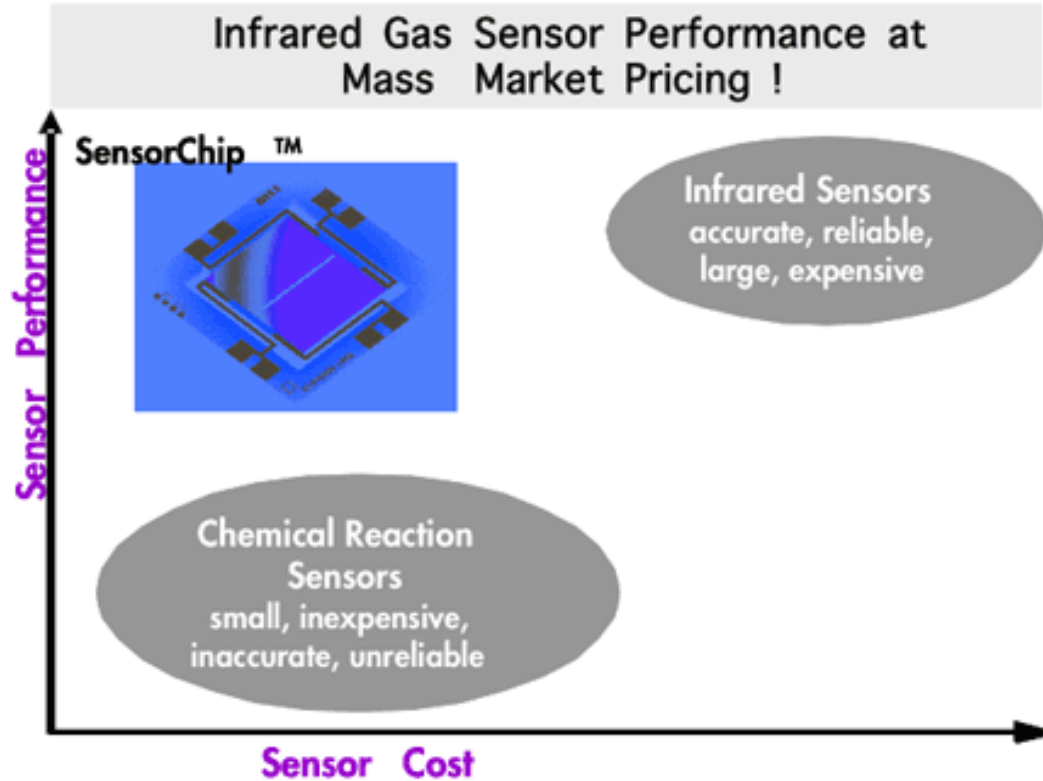 Infrared Gas Sensor Performance at
Mass Market Pricing !
SensorChip ™
Sensor Performance
Infrared Sensors
accurate, reliable,
large, expensive
Chemical Reaction
Sensors
small, inexpensive,
inaccurate, unreliable
Sensor Cost